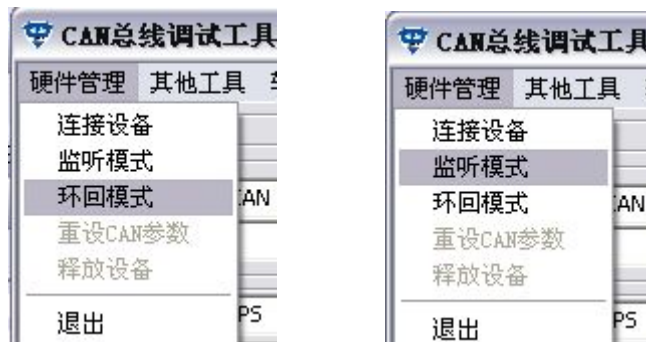 CAN总线调试工具
硬件管理 其他工具
连接设备
监听模式
环回模式
AN
重设CAN参数
释放设备
PS
退出
CAN总线调试工具
硬件管理 其他工具
连接设备
监听模式
环回模式
AN
重设CAN参数
释放设备
PS
退出